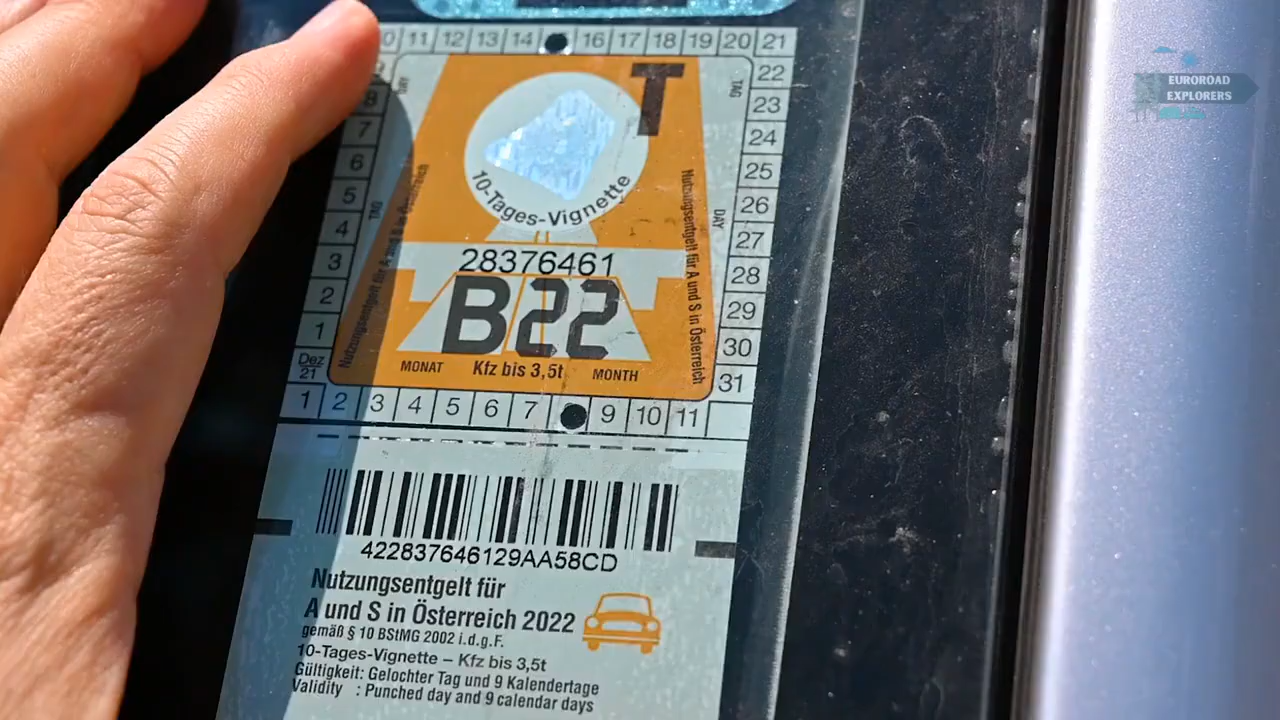 0 11 12 13 14 16 17 18 19 20 21
EUROROAD
EXPLORERS
T
22
TAG
DAY
8
23
7
24
6
25
5
26
4
TAG
DAY
27
3
28
2
29
1
30
Dez
21
31
10-Tages-Vignette
Nutzungsentgelt für A und S in Österreich
Nutzungsentgelt für A und S in Österreich
28376461
B22
MONAT Kfz bis 3,5t MONTH
1 2 3 4 5 6 7 9 10 11
422837646129AA58CD
Nutzungsentgelt für
A und S in Österreich 2022
gemäß § 10 BStMG 2002 i.d.g.F.
10-Tages-Vignette – Kfz bis 3,5t
Gültigkeit: Gelochter Tag und 9 Kalendertage
Validity : Punched day and 9 calendar days